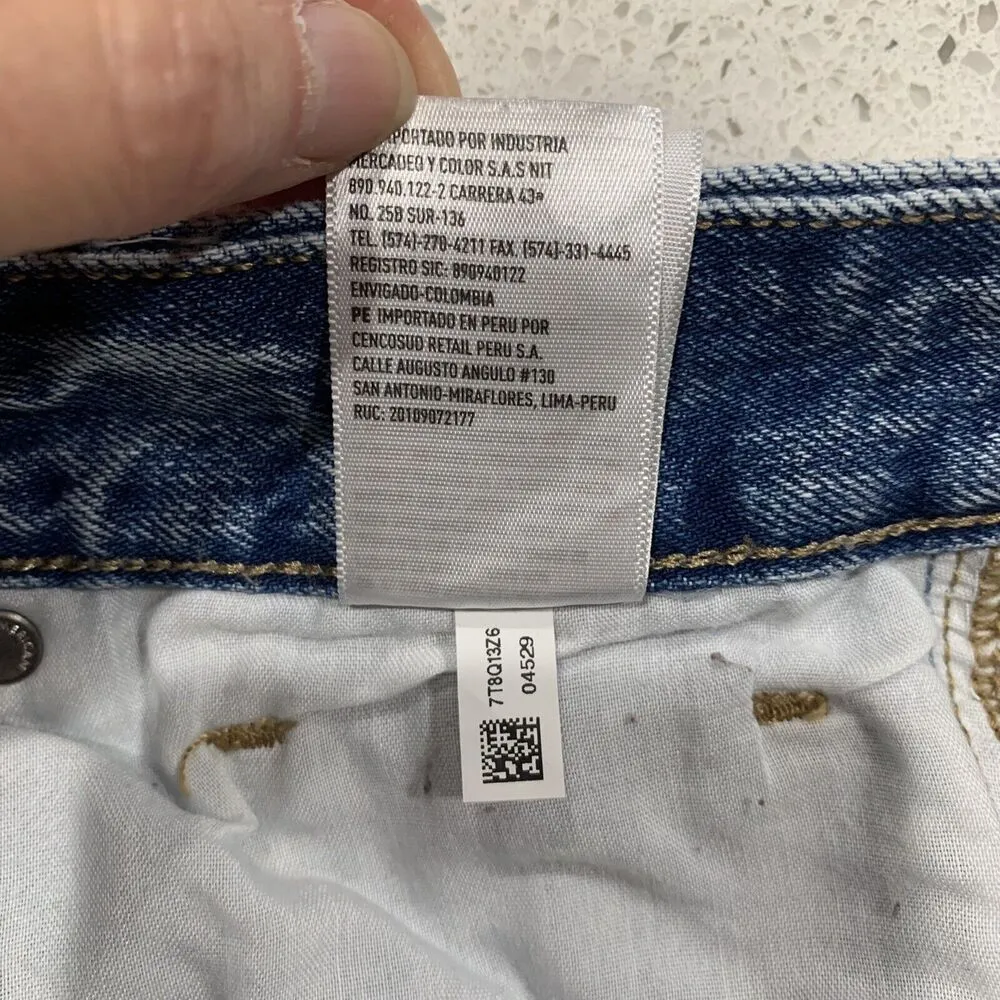 POR INDUSTRIA
MERCADEO Y COLOR S.A.S NIT
890.940.122-2 CARRERA 43ª
NO. 25B SUR-136
TEL. (574)-270-4211 FAX. (574)-331-4445
REGISTRO SIC: 890940122
ENVIGADO-COLOMBIA
PE IMPORTADO EN PERU POR
CENCOSUD RETAIL PERU S.A.
CALLE AUGUSTO ANGULO #130
SAN ANTONIO-MIRAFLORES, LIMA-PERU
RUC: 20109072177
7T8Q13Z6
04529